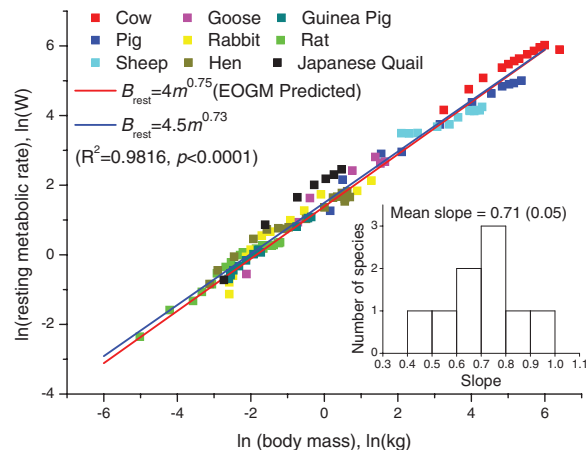 Cow Goose Guinea Pig
Pig Rabbit Rat
Sheep Hen Japanese Quail
B_rest=4m^0.75(EOGM Predicted)
B_rest=4.5m^0.73
(R²=0.9816, p<0.0001)
ln(resting metabolic rate), ln(W)
6
4
2
0
-2
-4
-6 -4 -2 0 2 4 6
ln (body mass), ln(kg)
Mean slope = 0.71 (0.05)
Number of species
3
2
1
0
0.3 0.4 0.5 0.6 0.7 0.8 0.9 1.0 1.1
Slope